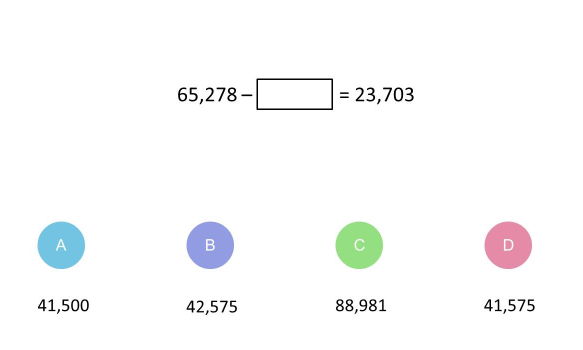 65,278 – = 23,703
A B C D
41,500 42,575 88,981 41,575